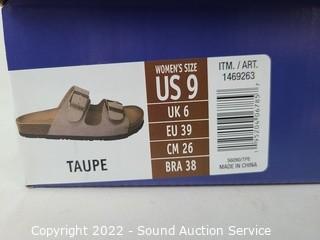 WOMEN'S SIZE
US 9
UK 6
EU 39
CM 26
BRA 38
TAUPE
ITM. / ART.
1469263
MADE IN CHINA
Copyright 2022 - Sound Auction Service